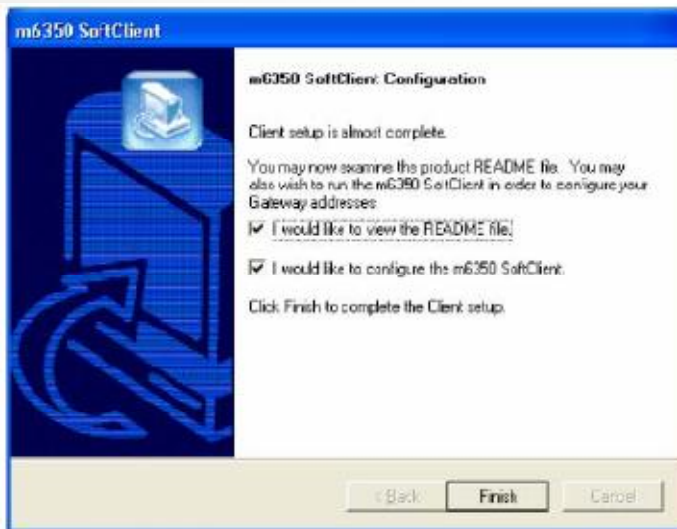 m6350 SoftClient
m6350 SoftClient Configuration
Client setup is almost complete.
You may now examine the product README file. You may
also wish to run the m6350 SoftClient in order to configure your
Gateway addresses
I would like to view the README file.
I would like to configure the m6350 SoftClient.
Click Finish to complete the Client setup.
< Back
Finish
Cancel